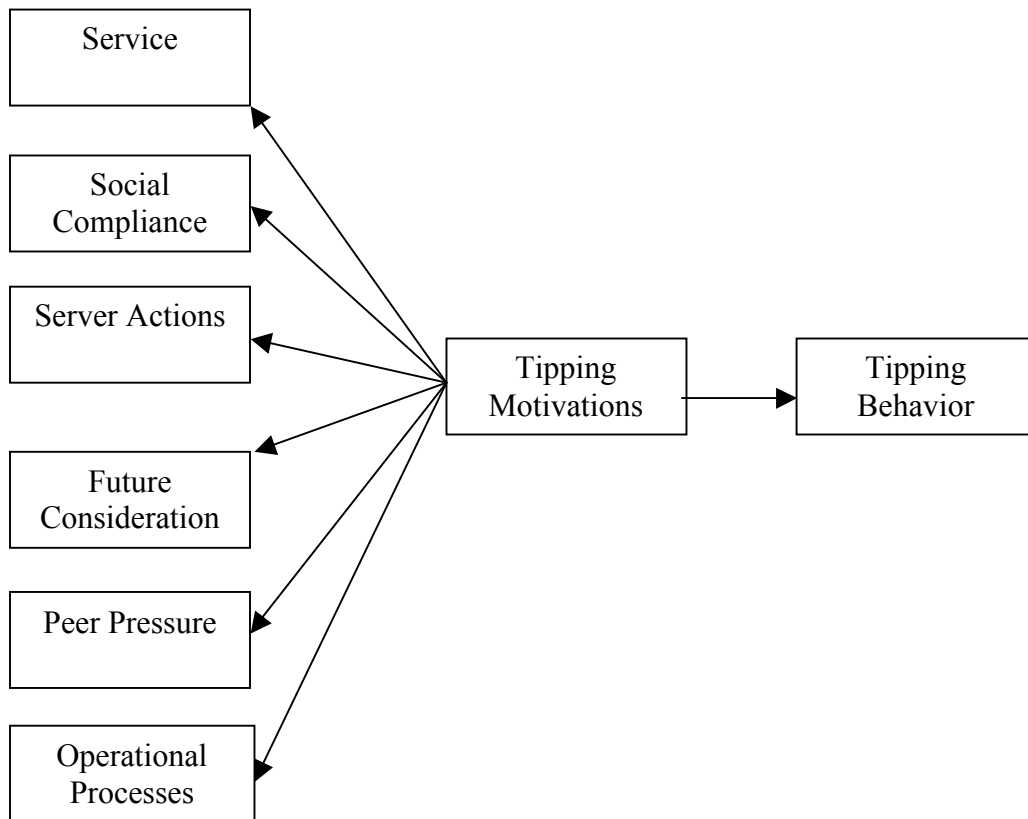 Service
Social
Compliance
Server Actions
Future
Consideration
Peer Pressure
Operational
Processes
Tipping
Motivations
Tipping
Behavior